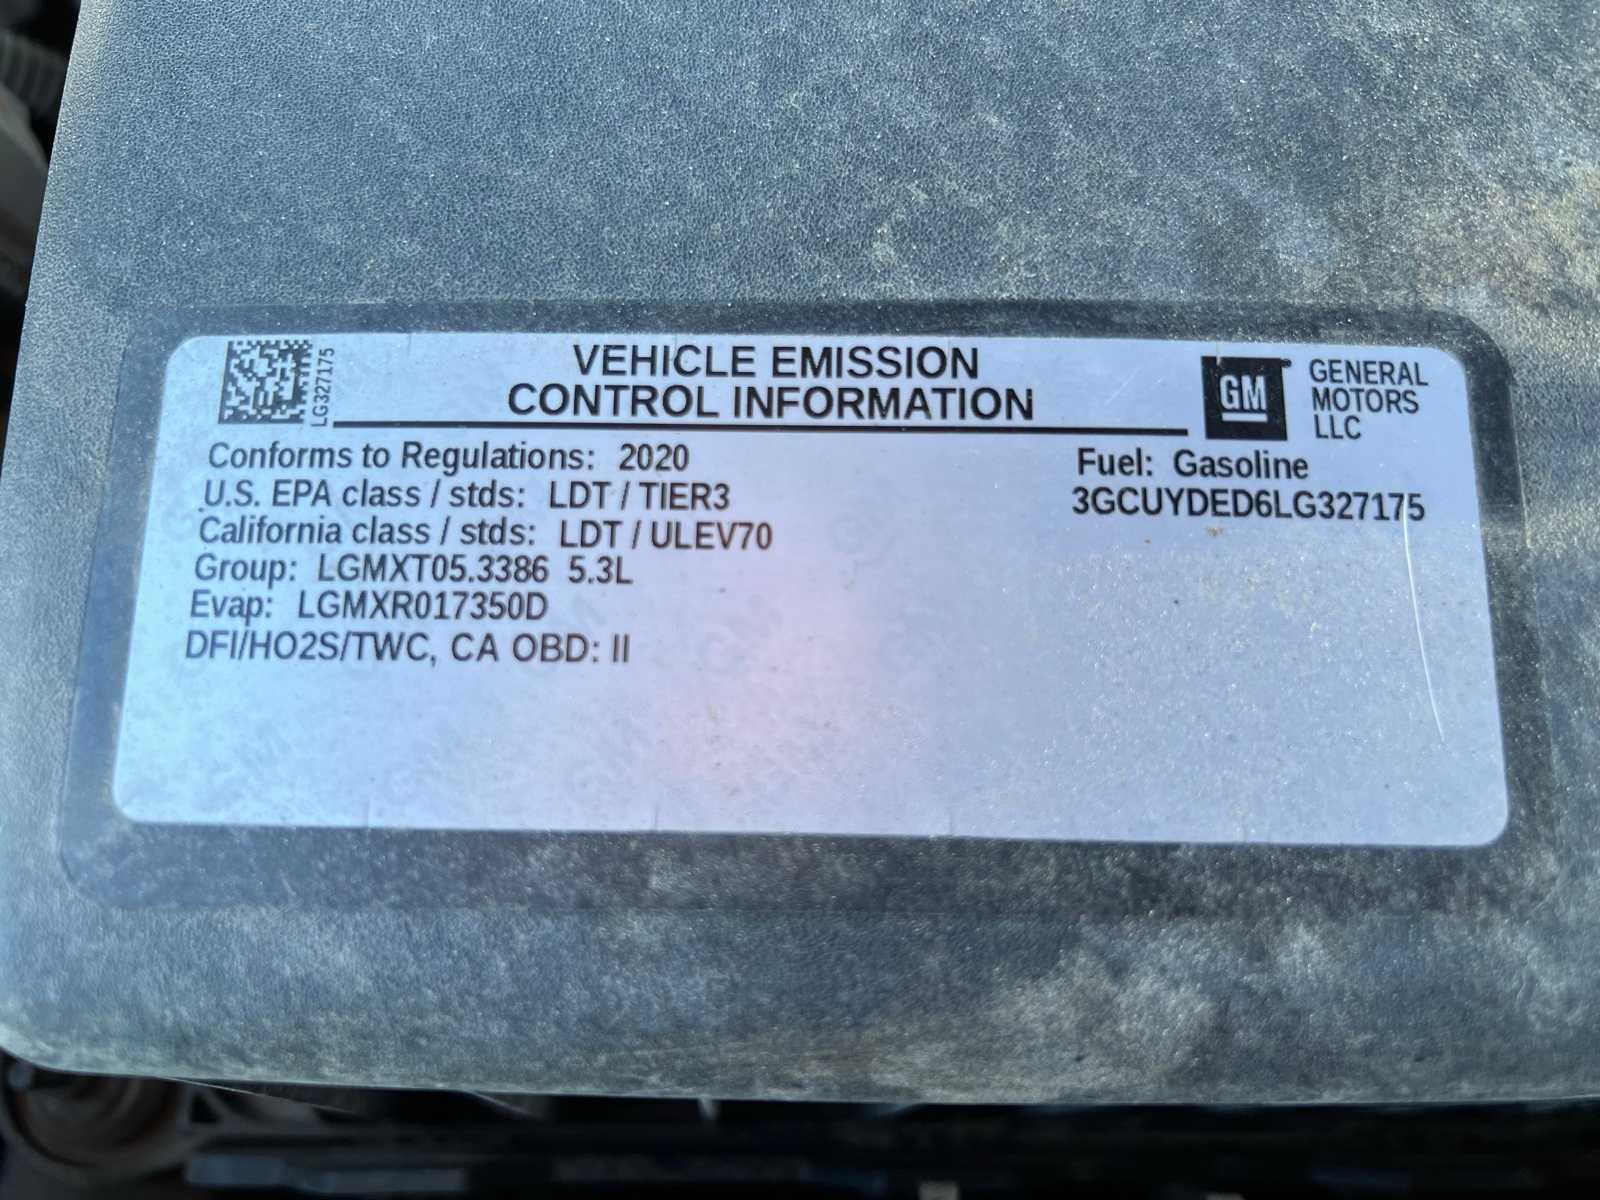 LG327175
VEHICLE EMISSION
CONTROL INFORMATION
GM
GENERAL
MOTORS
LLC
Conforms to Regulations: 2020
U.S. EPA class / stds: LDT / TIER3
California class / stds: LDT / ULEV70
Group: LGMXT05.3386 5.3L
Evap: LGMXR017350D
DFI/HO2S/TWC, CA OBD: II
Fuel: Gasoline
3GCUYDED6LG327175